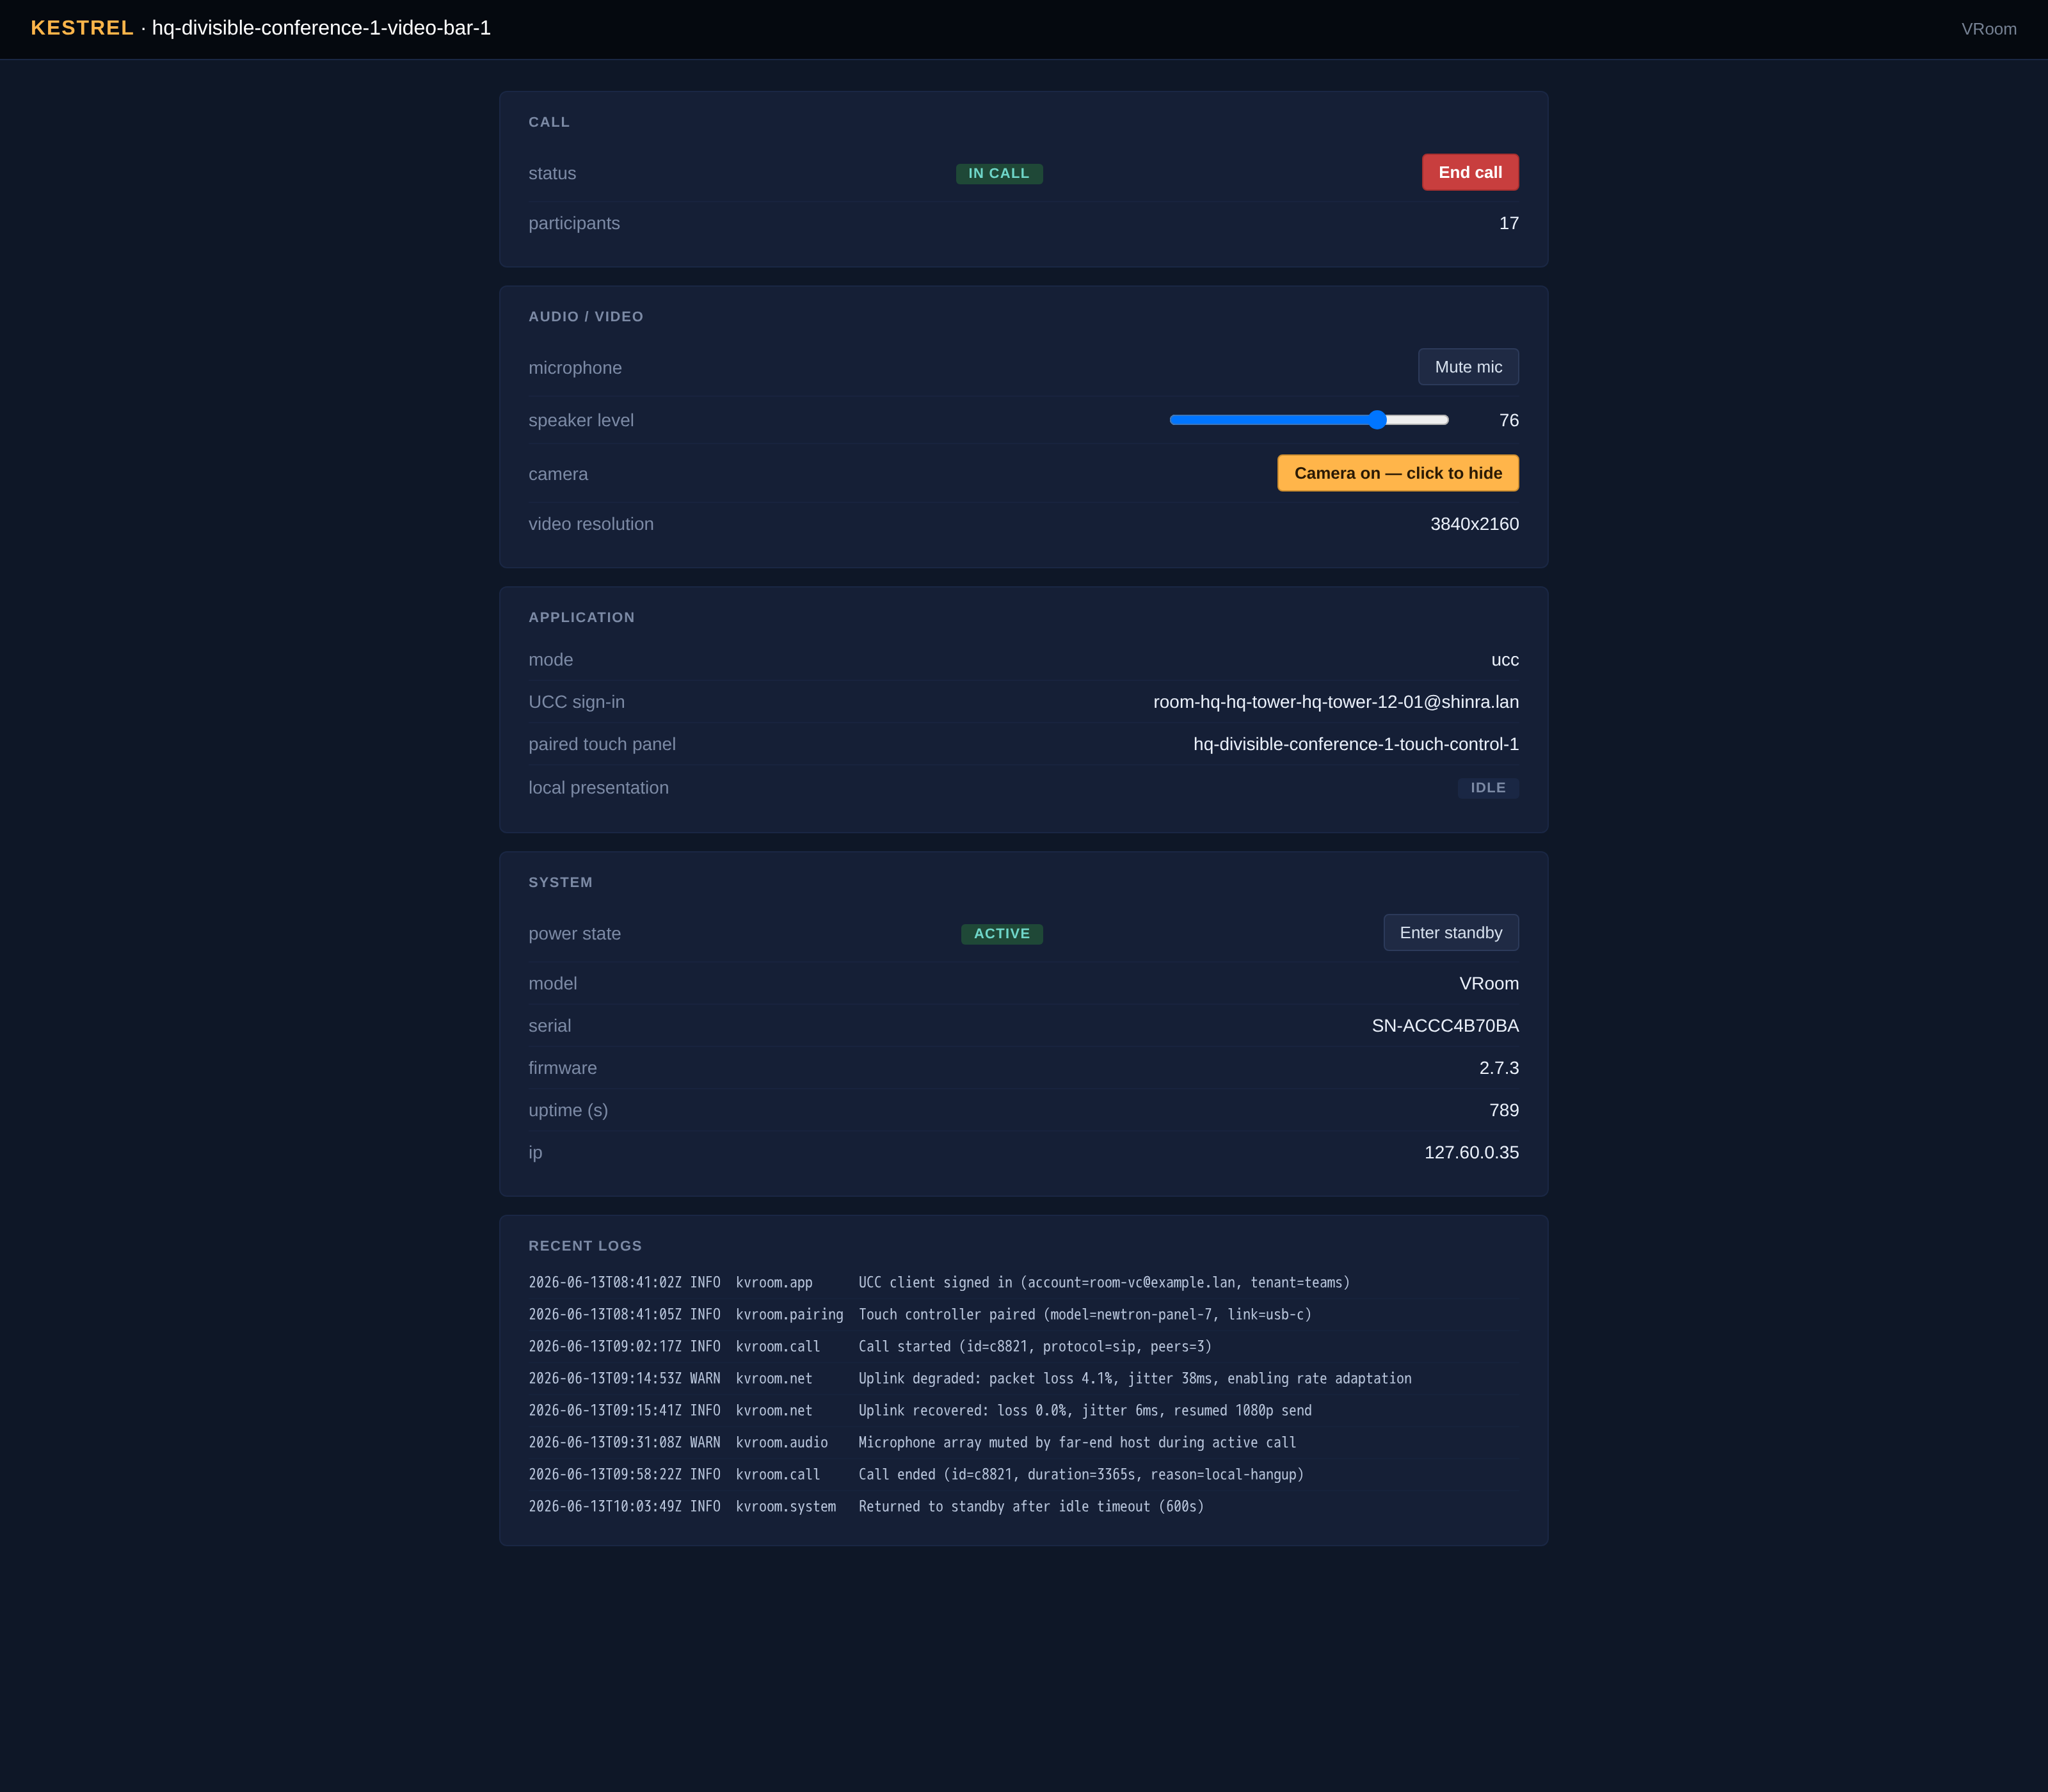 KESTREL · hq-divisible-conference-1-video-bar-1 VRoom
CALL
status IN CALL End call
participants 17
AUDIO / VIDEO
microphone Mute mic
speaker level 76
camera Camera on — click to hide
video resolution 3840x2160
APPLICATION
mode ucc
UCC sign-in room-hq-hq-tower-hq-tower-12-01@shinra.lan
paired touch panel hq-divisible-conference-1-touch-control-1
local presentation IDLE
SYSTEM
power state ACTIVE Enter standby
model VRoom
serial SN-ACCC4B70BA
firmware 2.7.3
uptime (s) 789
ip 127.60.0.35
RECENT LOGS
2026-06-13T08:41:02Z INFO kvroom.app UCC client signed in (account=room-vc@example.lan, tenant=teams)
2026-06-13T08:41:05Z INFO kvroom.pairing Touch controller paired (model=newtron-panel-7, link=usb-c)
2026-06-13T09:02:17Z INFO kvroom.call Call started (id=c8821, protocol=sip, peers=3)
2026-06-13T09:14:53Z WARN kvroom.net Uplink degraded: packet loss 4.1%, jitter 38ms, enabling rate adaptation
2026-06-13T09:15:41Z INFO kvroom.net Uplink recovered: loss 0.0%, jitter 6ms, resumed 1080p send
2026-06-13T09:31:08Z WARN kvroom.audio Microphone array muted by far-end host during active call
2026-06-13T09:58:22Z INFO kvroom.call Call ended (id=c8821, duration=3365s, reason=local-hangup)
2026-06-13T10:03:49Z INFO kvroom.system Returned to standby after idle timeout (600s)